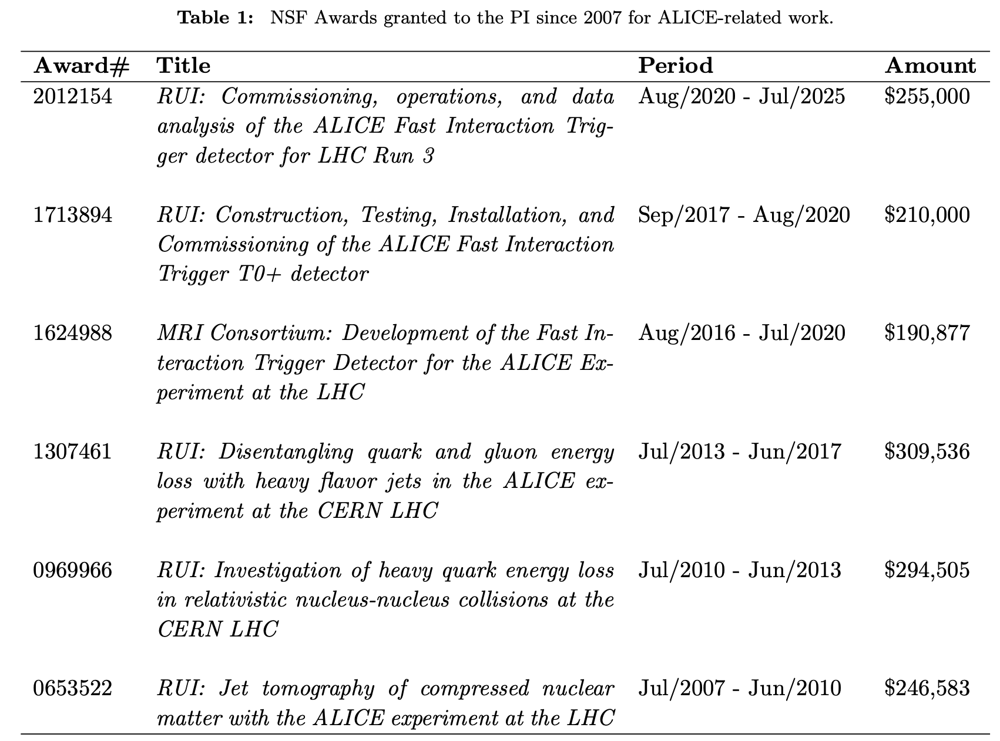 Table 1: NSF Awards granted to the PI since 2007 for ALICE-related work.
Award# Title Period Amount
2012154 RUI: Commissioning, operations, and data Aug/2020 - Jul/2025 $255,000
analysis of the ALICE Fast Interaction Trig-
ger detector for LHC Run 3
1713894 RUI: Construction, Testing, Installation, and Sep/2017 - Aug/2020 $210,000
Commissioning of the ALICE Fast Interaction
Trigger T0+ detector
1624988 MRI Consortium: Development of the Fast In- Aug/2016 - Jul/2020 $190,877
teraction Trigger Detector for the ALICE Ex-
periment at the LHC
1307461 RUI: Disentangling quark and gluon energy Jul/2013 - Jun/2017 $309,536
loss with heavy flavor jets in the ALICE ex-
periment at the CERN LHC
0969966 RUI: Investigation of heavy quark energy loss Jul/2010 - Jun/2013 $294,505
in relativistic nucleus-nucleus collisions at the
CERN LHC
0653522 RUI: Jet tomography of compressed nuclear Jul/2007 - Jun/2010 $246,583
matter with the ALICE experiment at the LHC